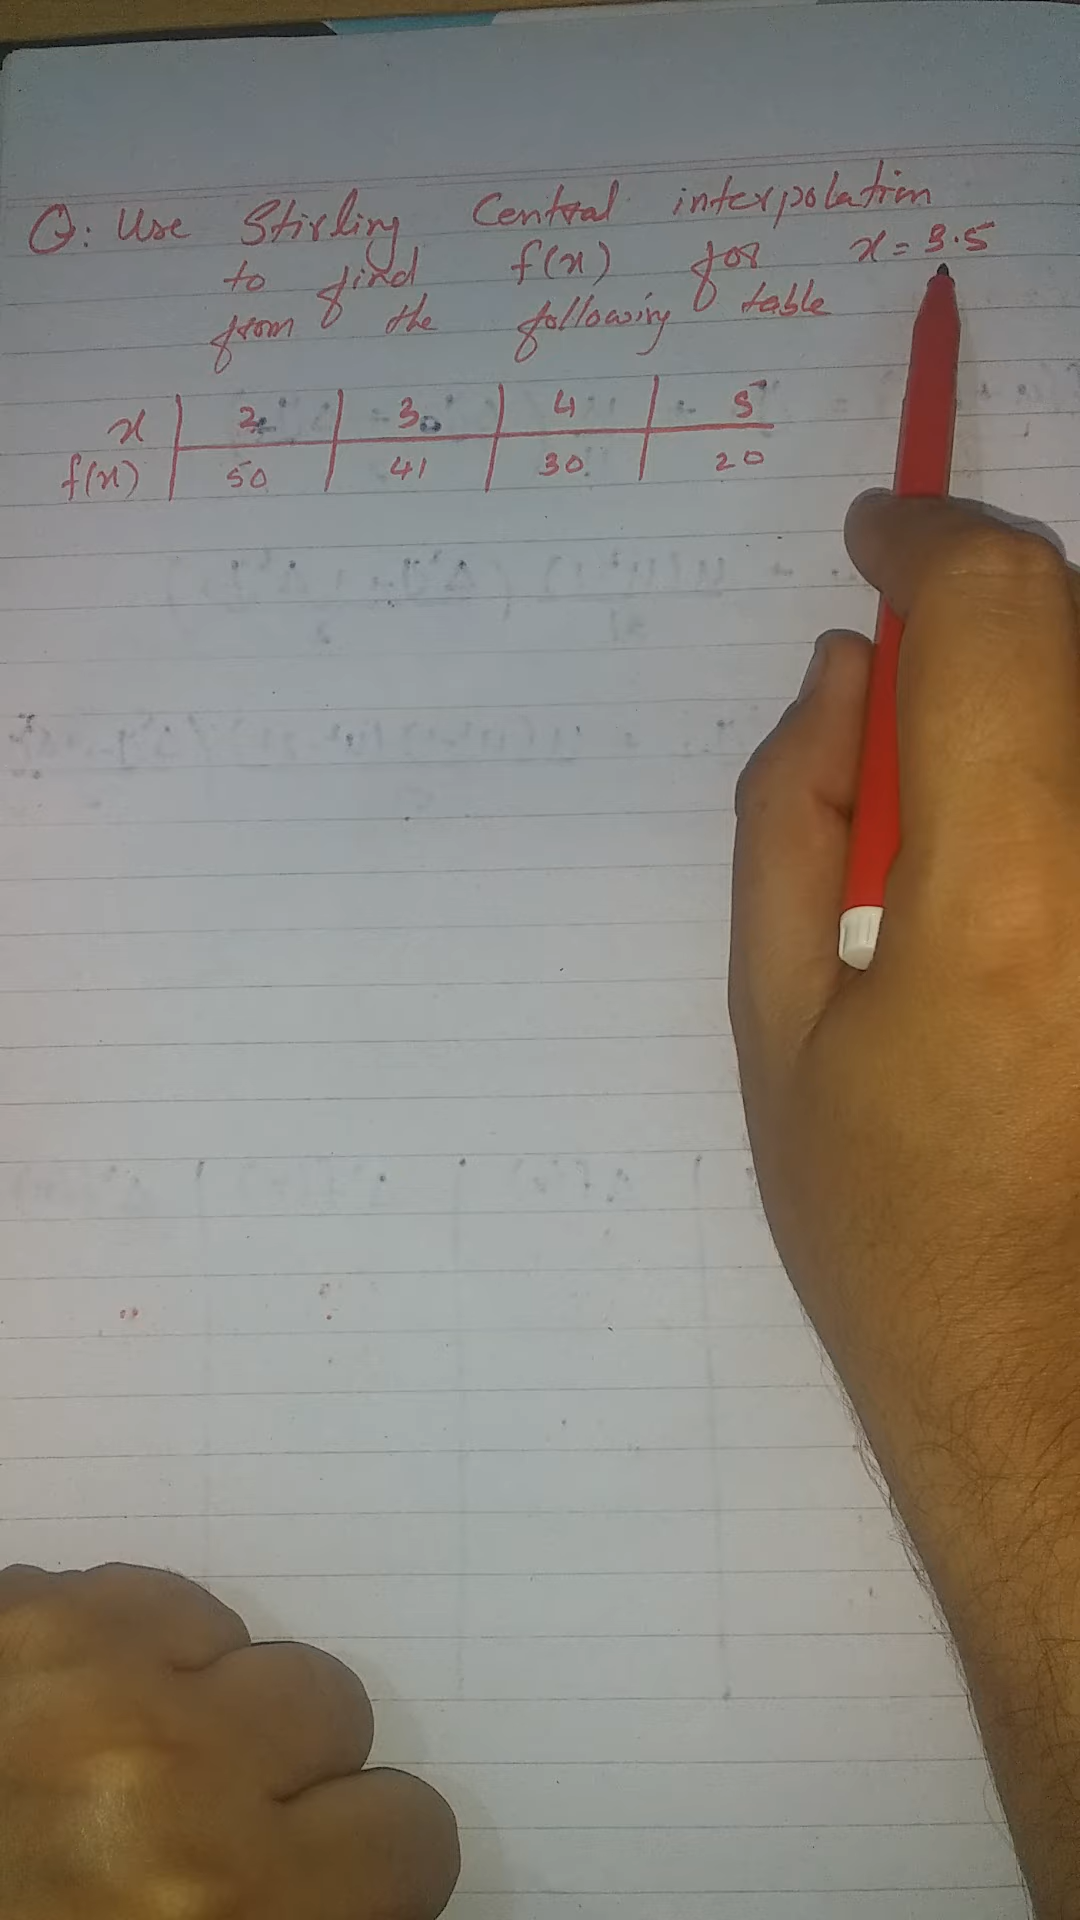 Q: Use Stirling Central interpolation
to find f(x) for x = 3.5
from the following table
x | 2 | 3 | 4 | 5
f(x) | 50 | 41 | 30 | 20